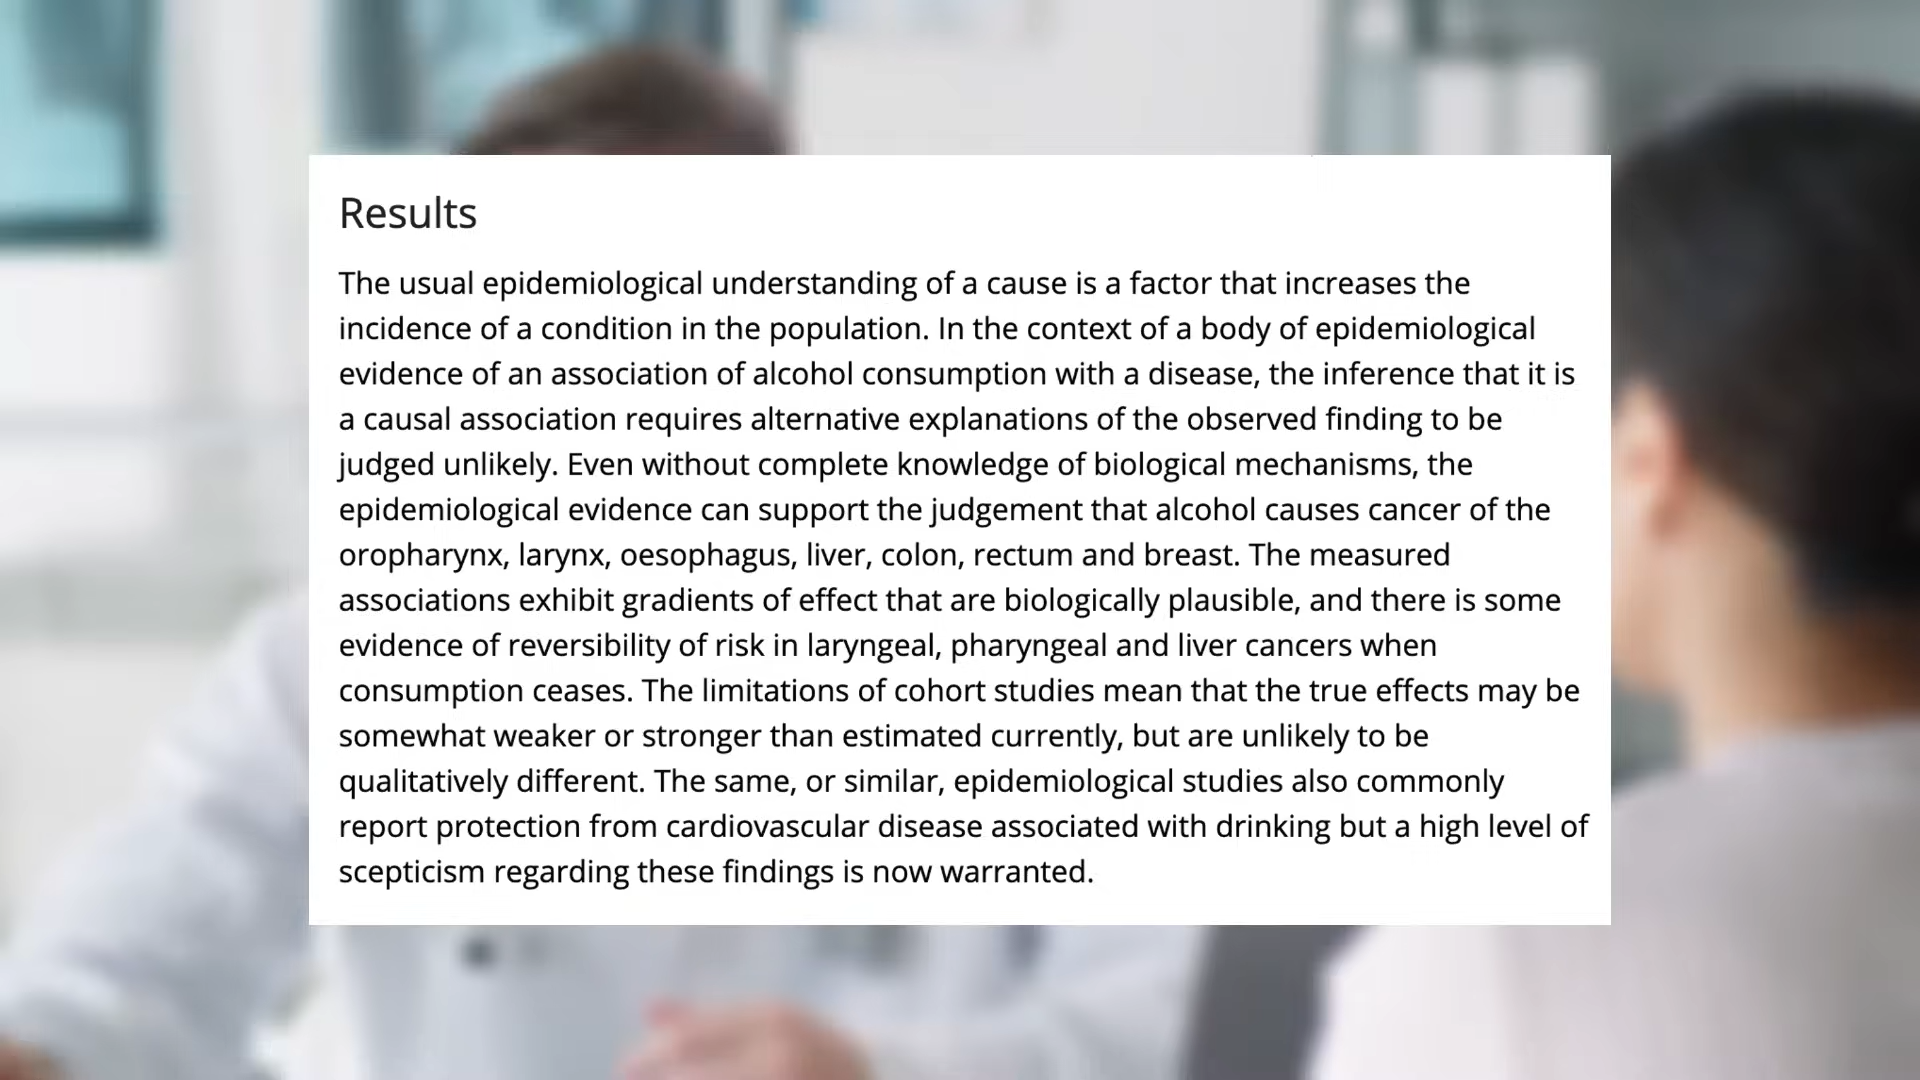 Results
The usual epidemiological understanding of a cause is a factor that increases the
incidence of a condition in the population. In the context of a body of epidemiological
evidence of an association of alcohol consumption with a disease, the inference that it is
a causal association requires alternative explanations of the observed finding to be
judged unlikely. Even without complete knowledge of biological mechanisms, the
epidemiological evidence can support the judgement that alcohol causes cancer of the
oropharynx, larynx, oesophagus, liver, colon, rectum and breast. The measured
associations exhibit gradients of effect that are biologically plausible, and there is some
evidence of reversibility of risk in laryngeal, pharyngeal and liver cancers when
consumption ceases. The limitations of cohort studies mean that the true effects may be
somewhat weaker or stronger than estimated currently, but are unlikely to be
qualitatively different. The same, or similar, epidemiological studies also commonly
report protection from cardiovascular disease associated with drinking but a high level of
scepticism regarding these findings is now warranted.